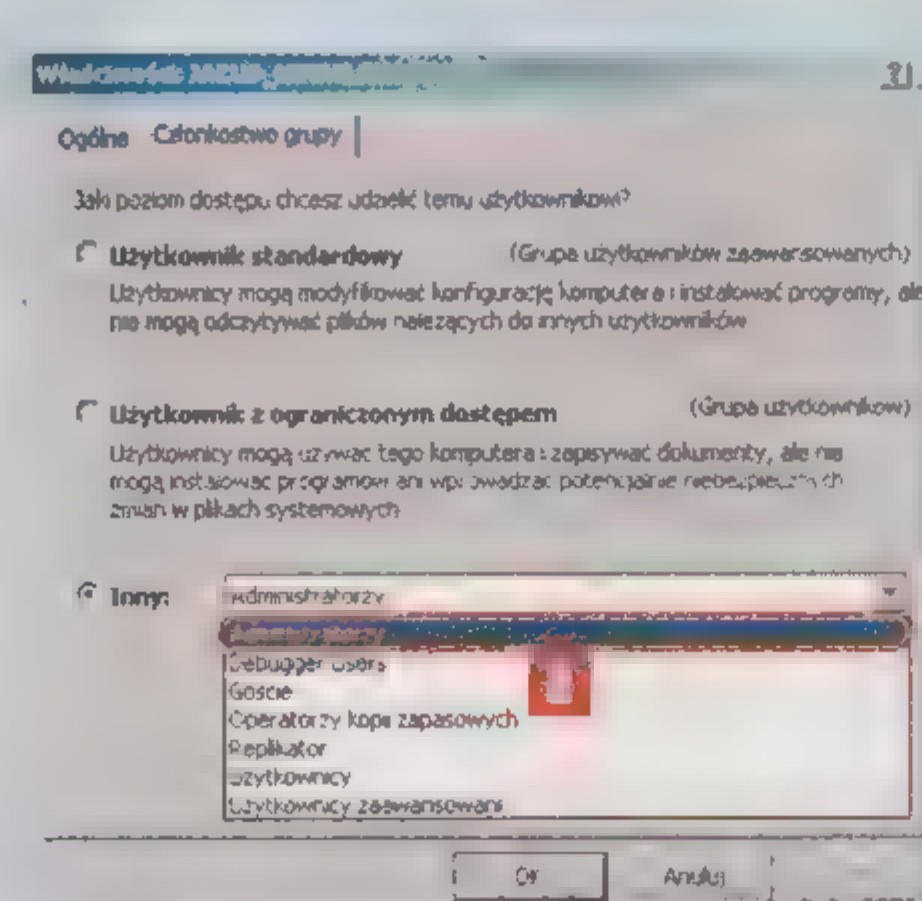 Ogólne Członkostwo grupy
Jaki poziom dostępu chcesz udzielić temu użytkownikowi?
Użytkownik standardowy (Grupa użytkowników zaawansowanych)
Użytkownicy mogą modyfikować konfigurację komputera i instalować programy, ale
nie mogą odczytywać plików należących do innych użytkowników
Użytkownik z ograniczonym dostępem (Grupa użytkowników)
Użytkownicy mogą używać tego komputera i zapisywać dokumenty, ale nie
mogą instalować programów ani wprowadzać potencjalnie niebezpiecznych
zmian w plikach systemowych
Inny: Administratorzy
Debugger Users
Goście
Operatorzy kopii zapasowych
Replikator
Użytkownicy
Użytkownicy zaawansowani
OK Anuluj